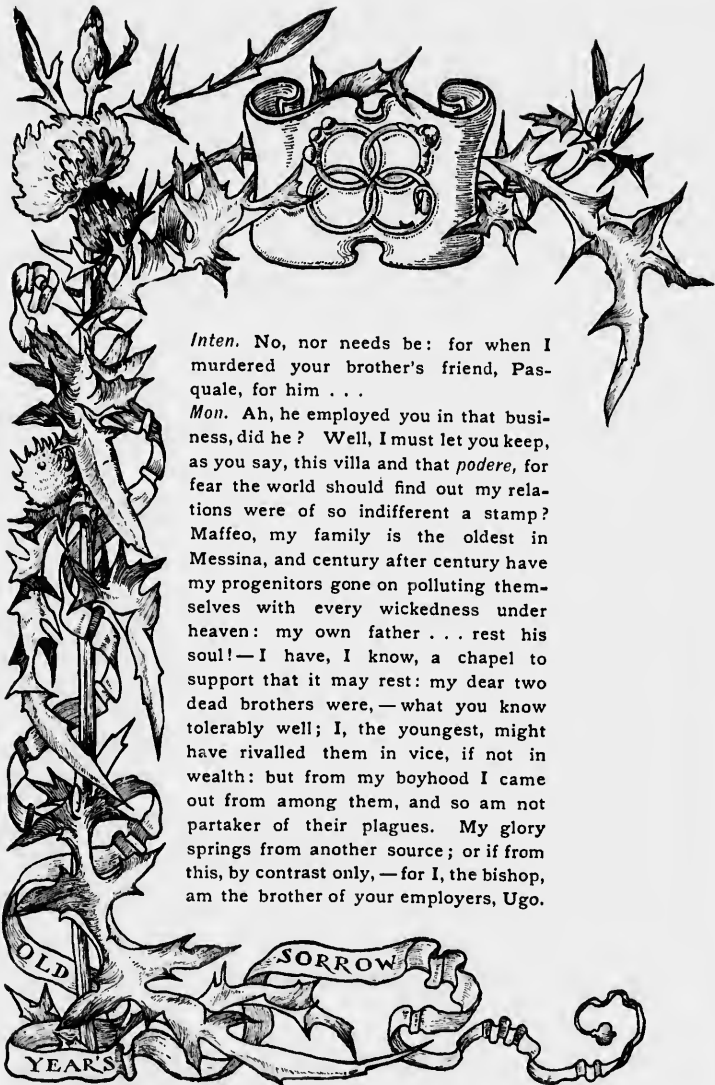 Inten. No, nor needs be: for when I
murdered your brother's friend, Pas-
quale, for him . . .
Mon. Ah, he employed you in that busi-
ness, did he? Well, I must let you keep,
as you say, this villa and that podere, for
fear the world should find out my rela-
tions were of so indifferent a stamp?
Maffeo, my family is the oldest in
Messina, and century after century have
my progenitors gone on polluting them-
selves with every wickedness under
heaven: my own father . . . rest his
soul!—I have, I know, a chapel to
support that it may rest: my dear two
dead brothers were,—what you know
tolerably well; I, the youngest, might
have rivalled them in vice, if not in
wealth: but from my boyhood I came
out from among them, and so am not
partaker of their plagues. My glory
springs from another source; or if from
this, by contrast only,—for I, the bishop,
am the brother of your employers, Ugo.
OLD
YEAR'S
SORROW